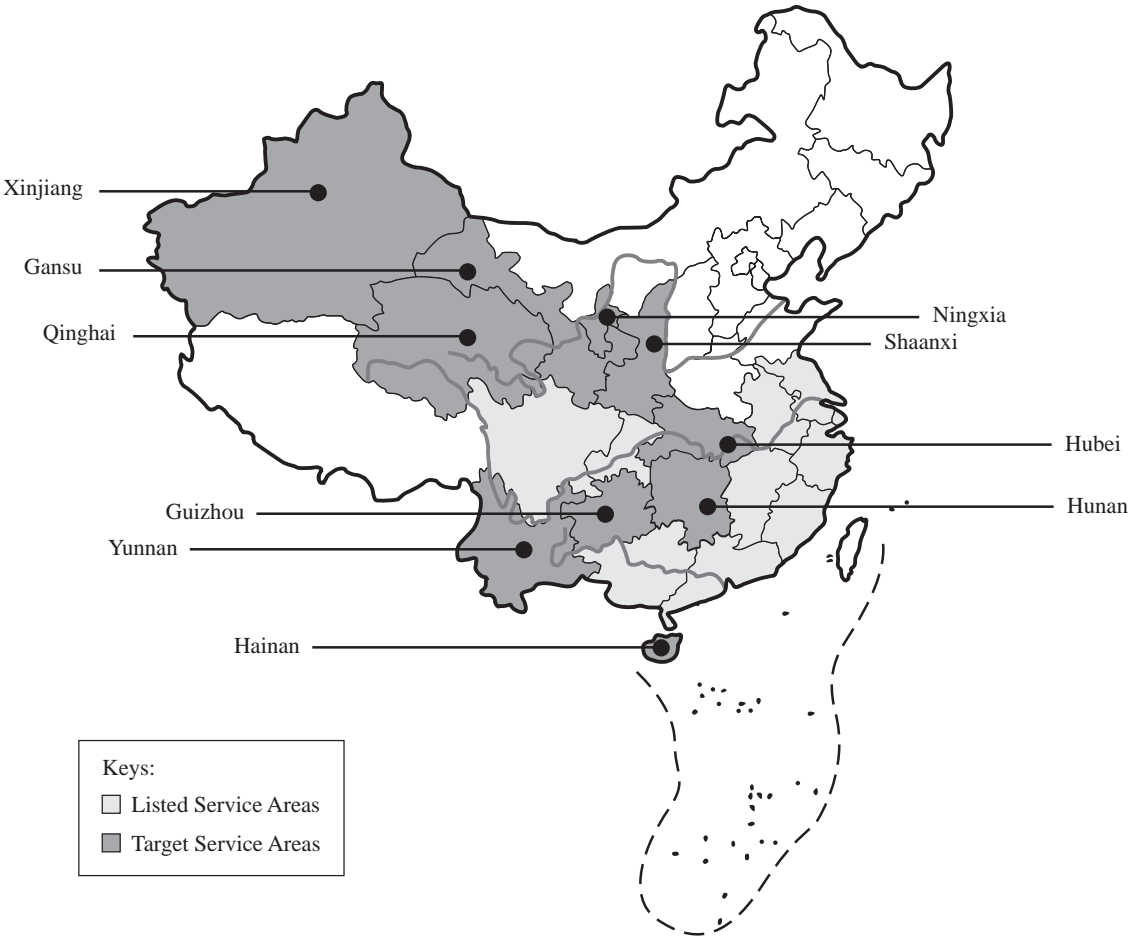 Xinjiang
Gansu
Qinghai
Ningxia
Shaanxi
Hubei
Hunan
Guizhou
Yunnan
Hainan
Keys:
Listed Service Areas
Target Service Areas